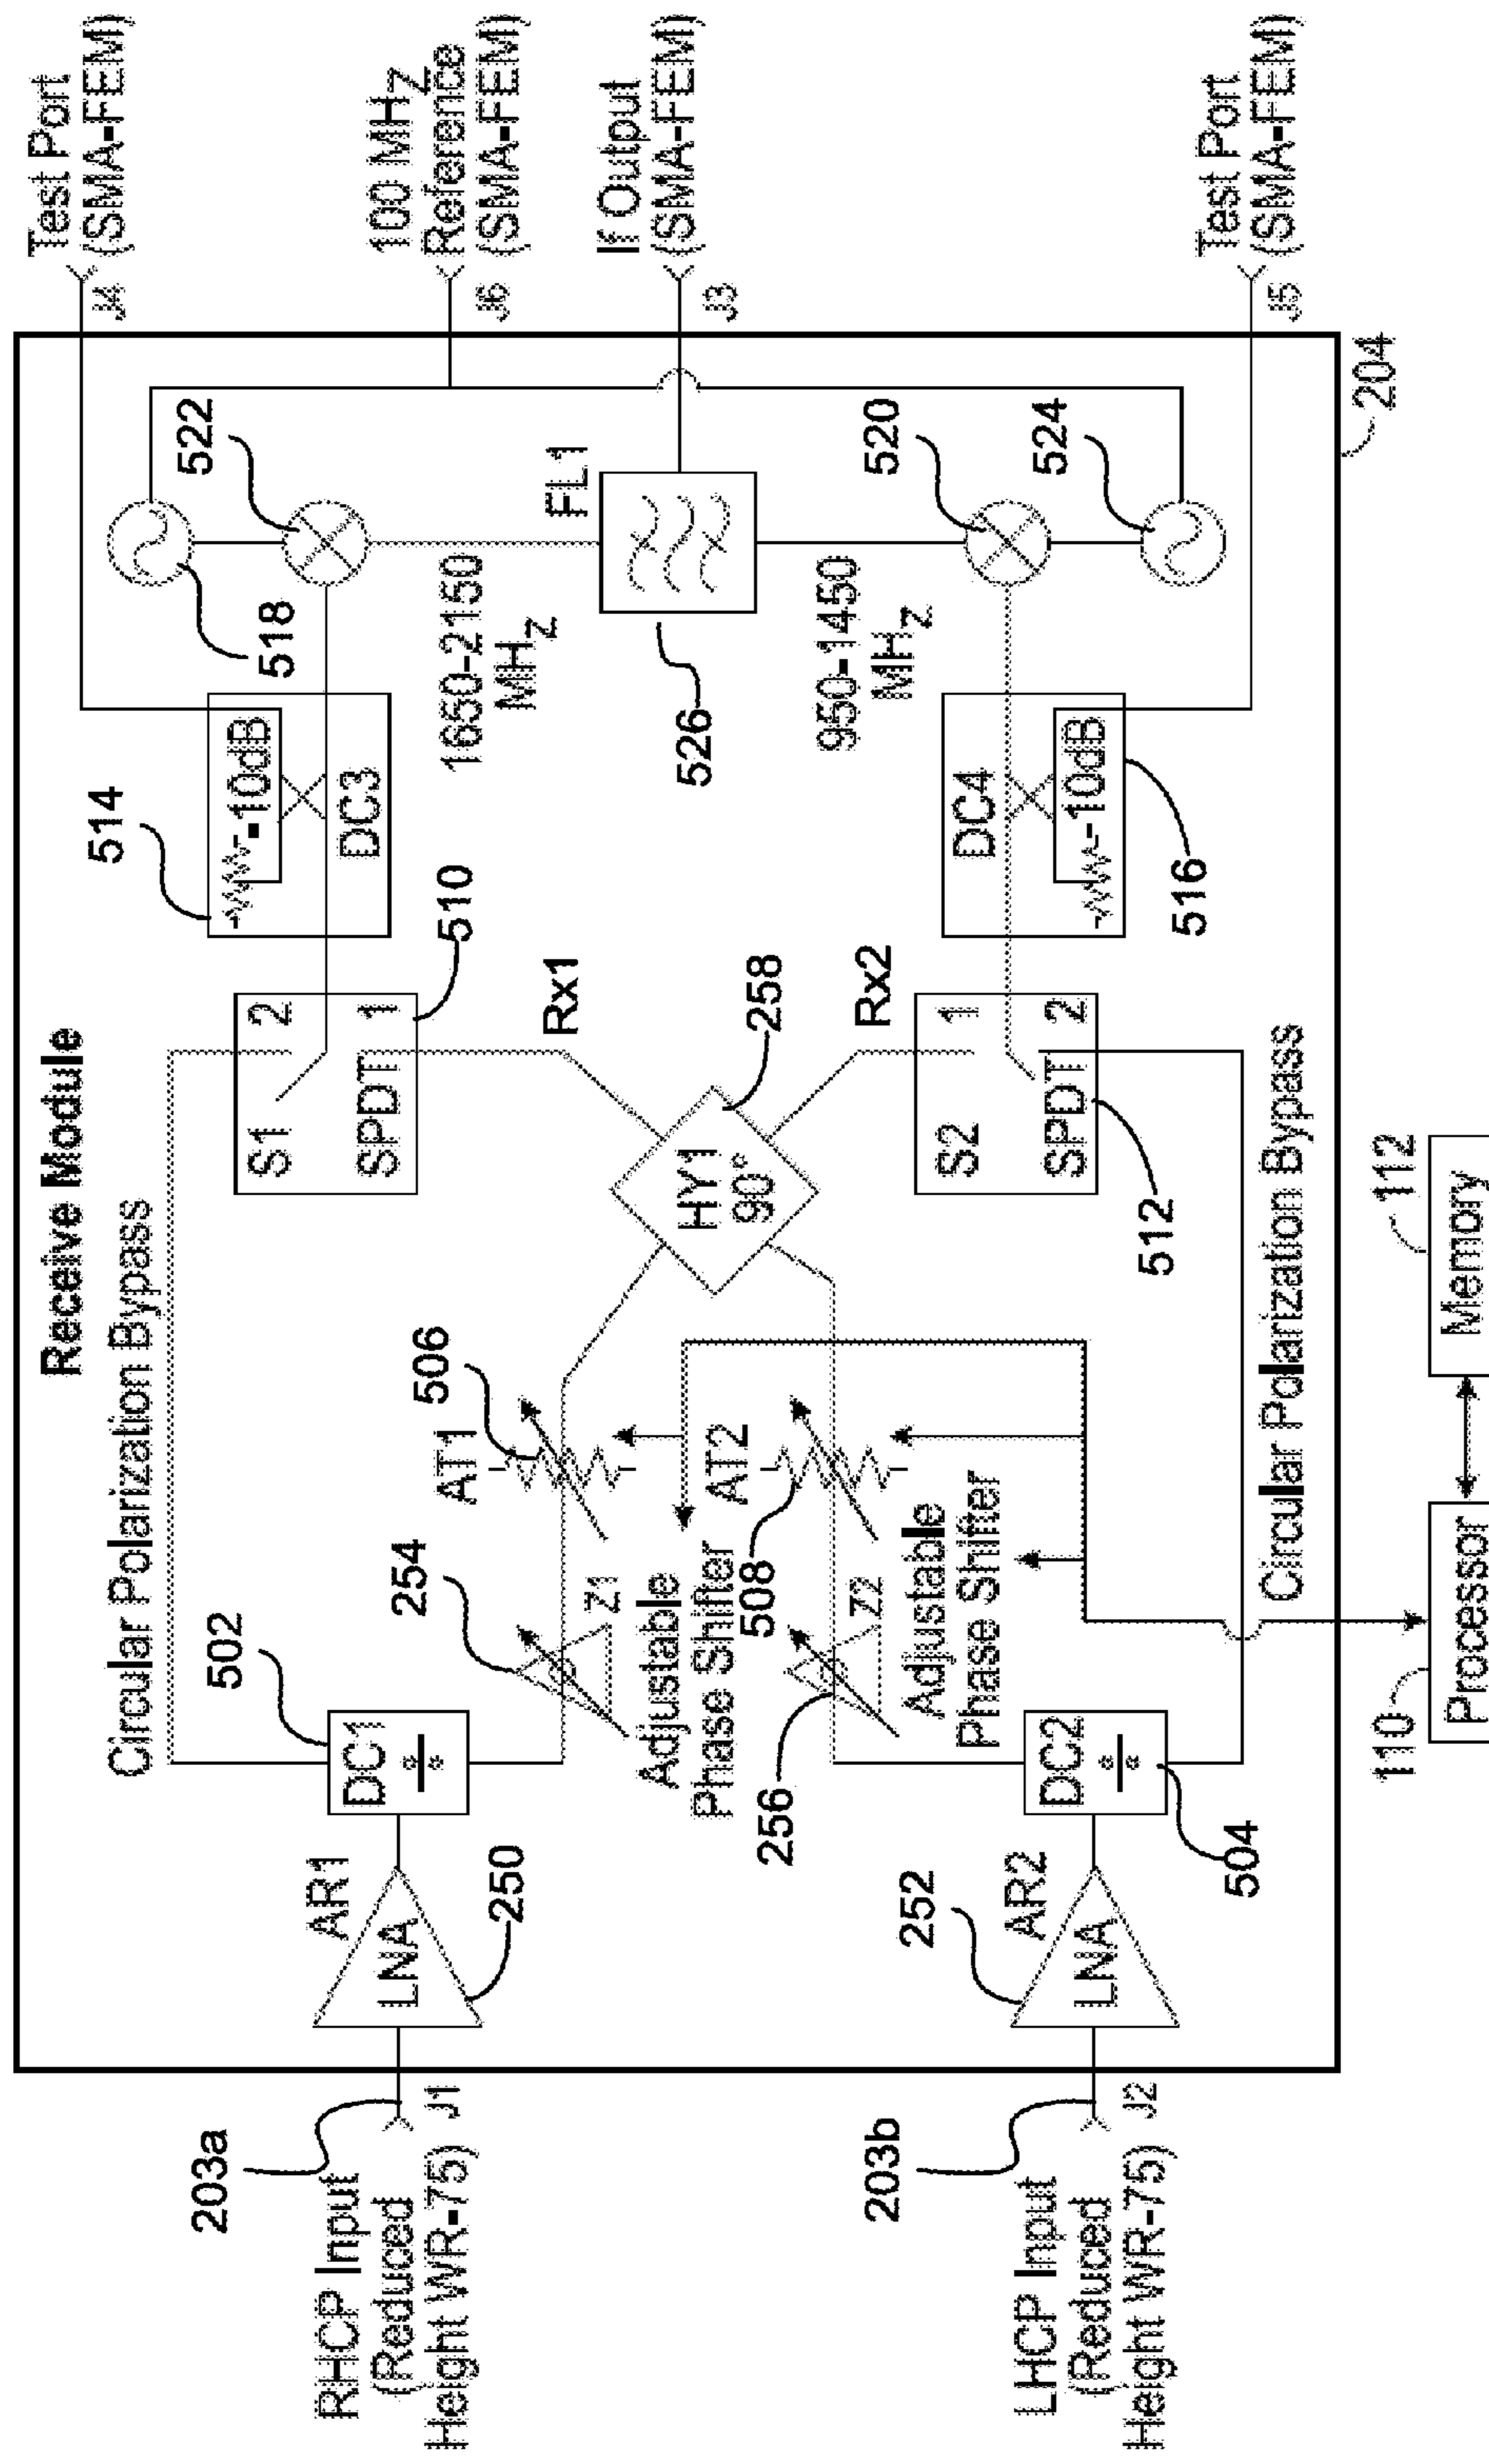 Receive Module
Circular Polarization Bypass
Test Port
(SMA-FEM)
J4
514
518
522
502
DC1
÷
S1
2
SPDT
1
510
-10dB
DC3
100 MHz
Reference
(SMA-FEM)
J6
203a
RHCP Input
(Reduced
Height WR-75)
J1
AR1
LNA
250
254
Z1
Adjustable
Phase Shifter
AT1
506
Rx1
1650-2150
MHz
FL1
526
If Output
(SMA-FEM)
J3
HY1
90°
258
256
Z2
Adjustable
Phase Shifter
AT2
508
Rx2
950-1450
MHz
520
203b
LHCP Input
(Reduced
Height WR-75)
J2
252
AR2
LNA
DC2
÷
504
S2
1
SPDT
2
512
DC4
-10dB
516
524
Test Port
(SMA-FEM)
J5
Circular Polarization Bypass
204
110
Processor
112
Memory